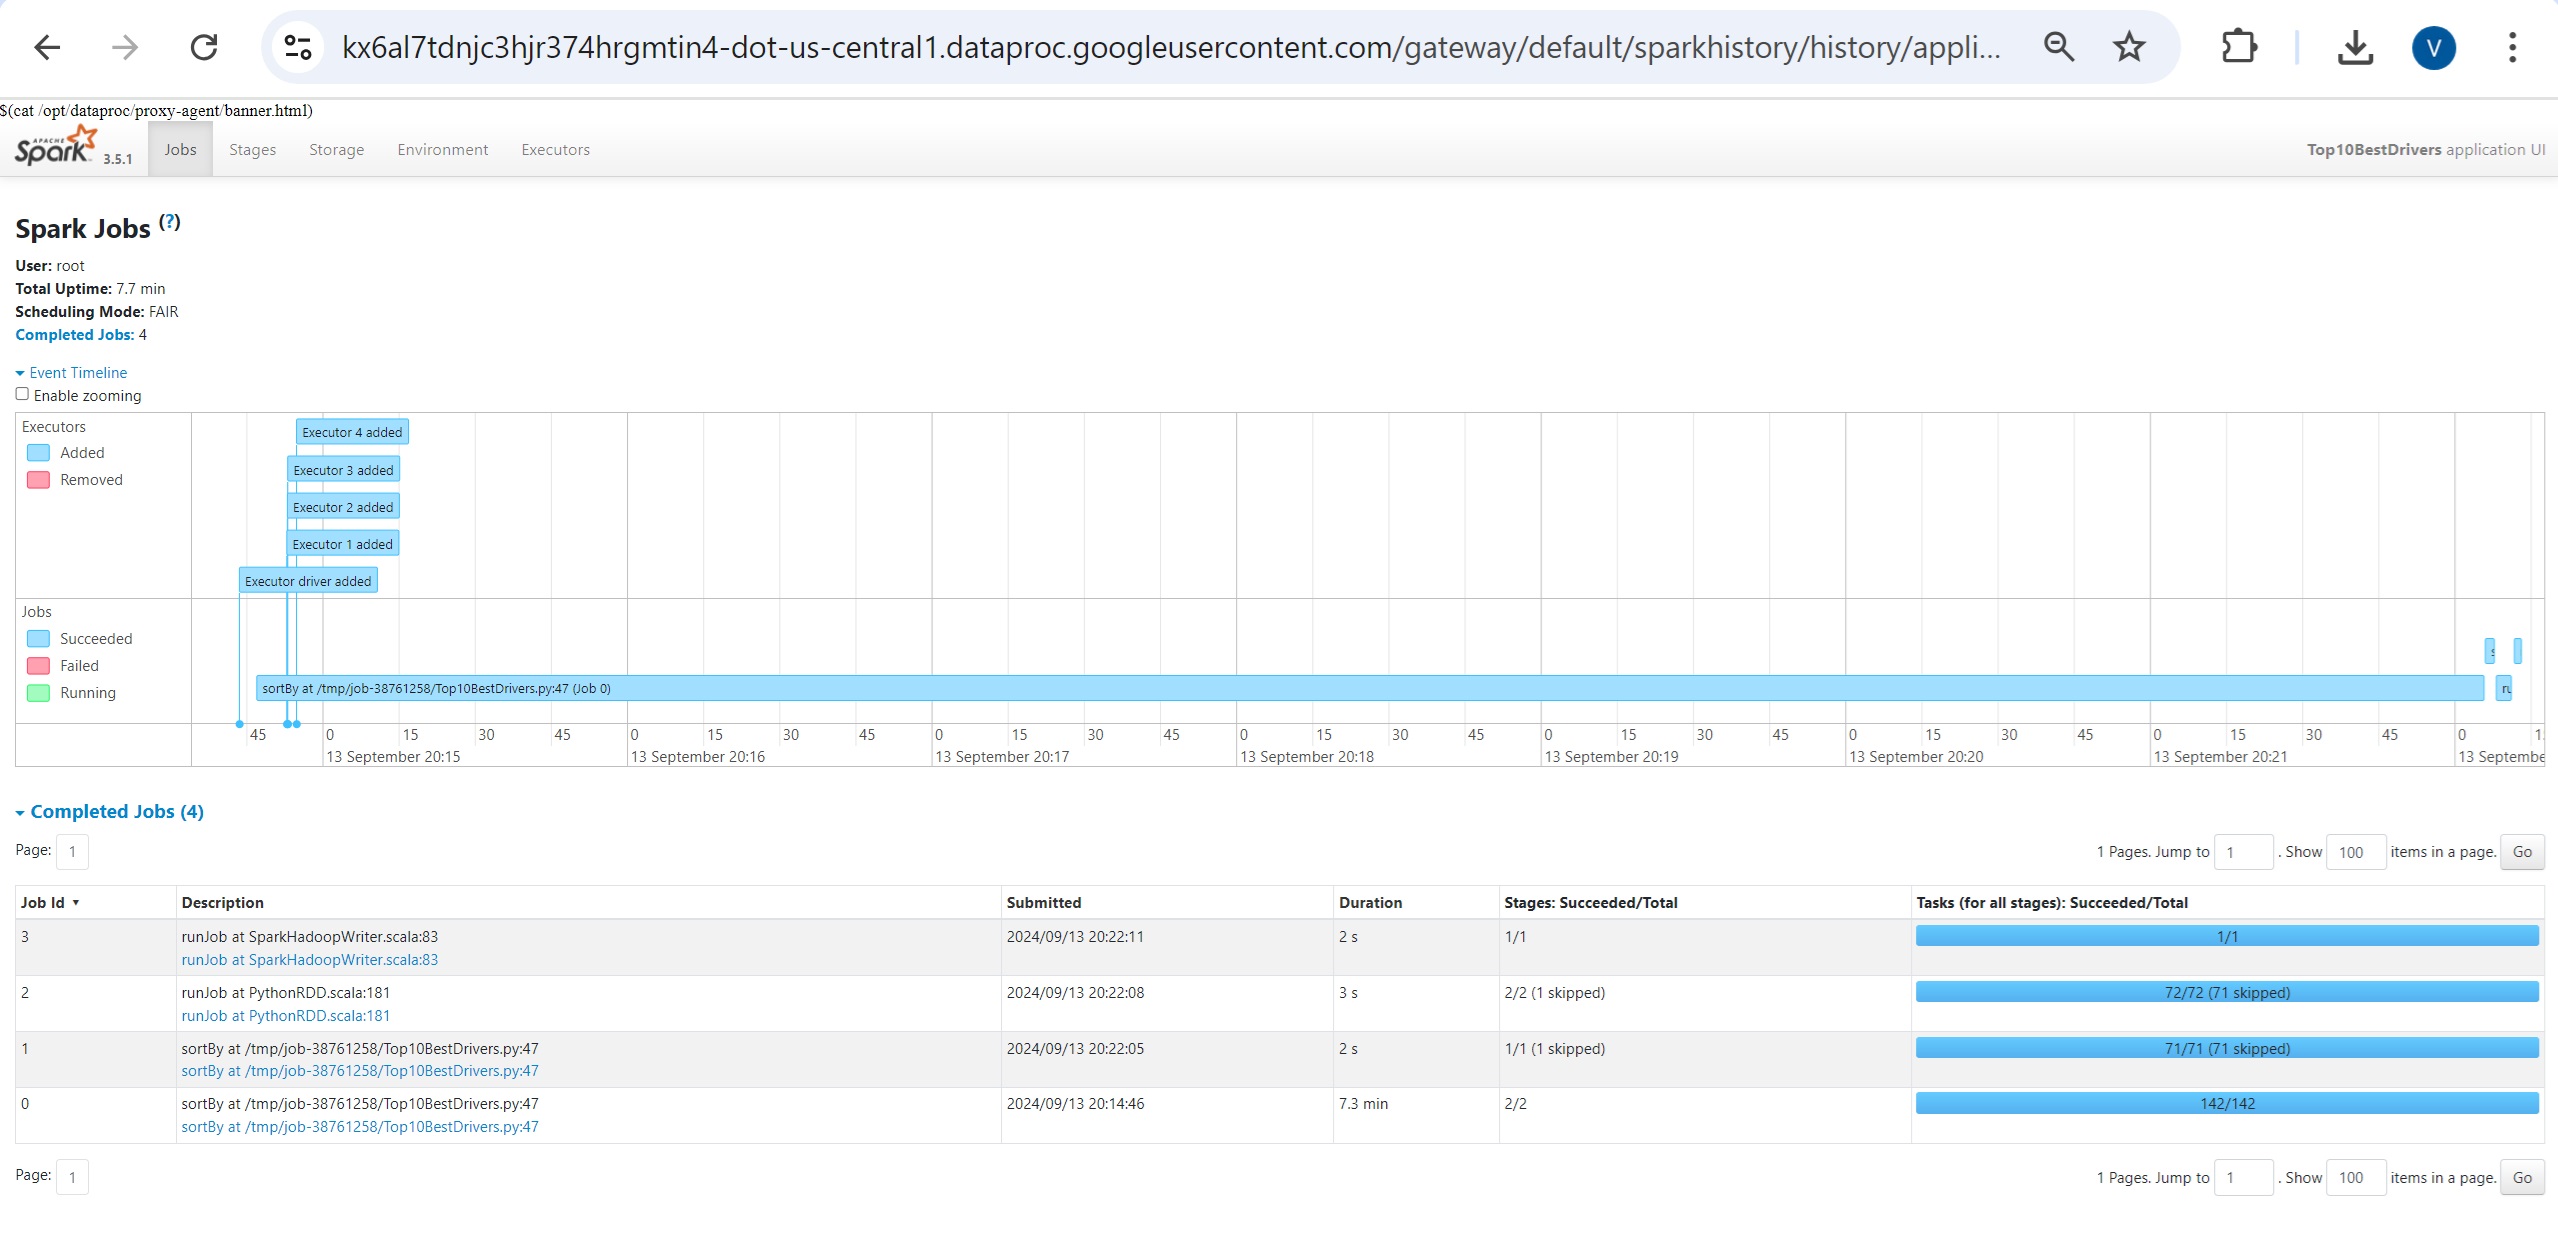 kx6al7tdnjc3hjr374hrgmtin4-dot-us-central1.dataproc.googleusercontent.com/gateway/default/sparkhistory/history/appli...
V
$(cat /opt/dataproc/proxy-agent/banner.html)
APACHE Spark 3.5.1 Jobs Stages Storage Environment Executors Top10BestDrivers application UI
Spark Jobs (?)
User: root
Total Uptime: 7.7 min
Scheduling Mode: FAIR
Completed Jobs: 4
Event Timeline
Enable zooming
Executors
Added
Removed
Executor 4 added
Executor 3 added
Executor 2 added
Executor 1 added
Executor driver added
Jobs
Succeeded
Failed
Running
sortBy at /tmp/job-38761258/Top10BestDrivers.py:47 (Job 0)
45 0 15 30 45 0 15 30 45 0 15 30 45 0 15 30 45 0 15 30 45 0 15 30 45 0 15 30 45 0
13 September 20:15 13 September 20:16 13 September 20:17 13 September 20:18 13 September 20:19 13 September 20:20 13 September 20:21 13 Septembe
Completed Jobs (4)
Page: 1 1 Pages. Jump to 1 . Show 100 items in a page. Go
Job Id ▾ Description Submitted Duration Stages: Succeeded/Total Tasks (for all stages): Succeeded/Total
3 runJob at SparkHadoopWriter.scala:83 2024/09/13 20:22:11 2 s 1/1 1/1
runJob at SparkHadoopWriter.scala:83
2 runJob at PythonRDD.scala:181 2024/09/13 20:22:08 3 s 2/2 (1 skipped) 72/72 (71 skipped)
runJob at PythonRDD.scala:181
1 sortBy at /tmp/job-38761258/Top10BestDrivers.py:47 2024/09/13 20:22:05 2 s 1/1 (1 skipped) 71/71 (71 skipped)
sortBy at /tmp/job-38761258/Top10BestDrivers.py:47
0 sortBy at /tmp/job-38761258/Top10BestDrivers.py:47 2024/09/13 20:14:46 7.3 min 2/2 142/142
sortBy at /tmp/job-38761258/Top10BestDrivers.py:47
Page: 1 1 Pages. Jump to 1 . Show 100 items in a page. Go